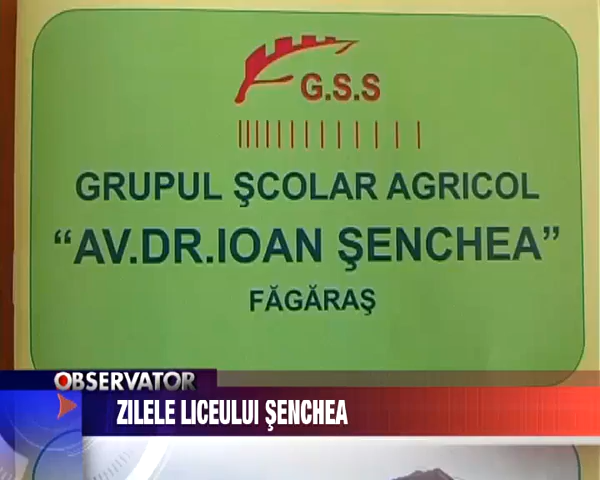 G.S.S
GRUPUL ŞCOLAR AGRICOL
“AV.DR.IOAN ŞENCHEA”
FĂGĂRAŞ
OBSERVATOR
ZILELE LICEULUI ŞENCHEA